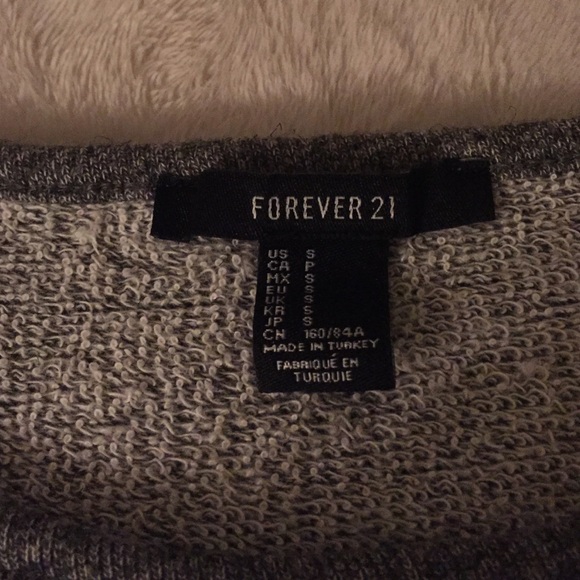 FOREVER 21
US S
CA P
MX S
EU S
UK S
KR S
JP S
CN 160/84A
MADE IN TURKEY
FABRIQUÉ EN
TURQUIE